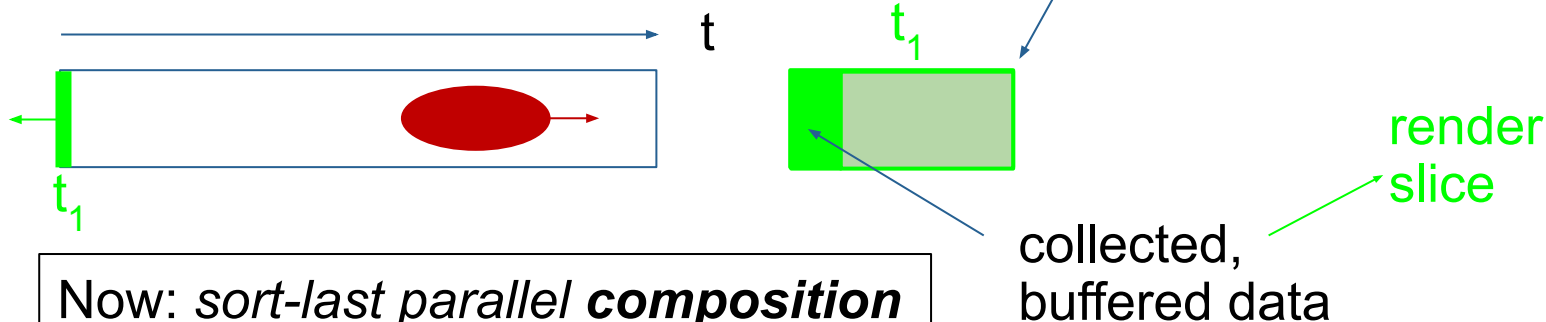 t
t₁
t₁
render
slice
collected,
buffered data
Now: sort-last parallel composition